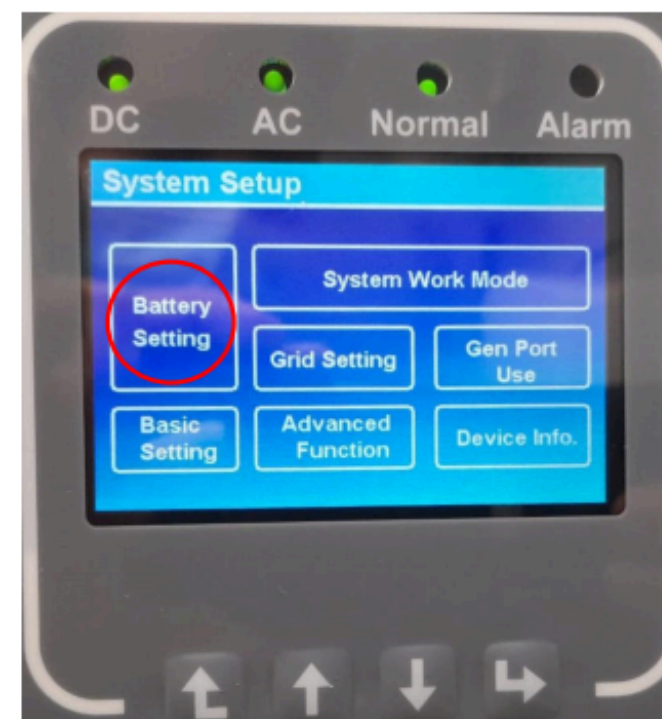 DC AC Normal Alarm
System Setup
Battery
Setting
System Work Mode
Grid Setting
Gen Port
Use
Basic
Setting
Advanced
Function
Device Info.